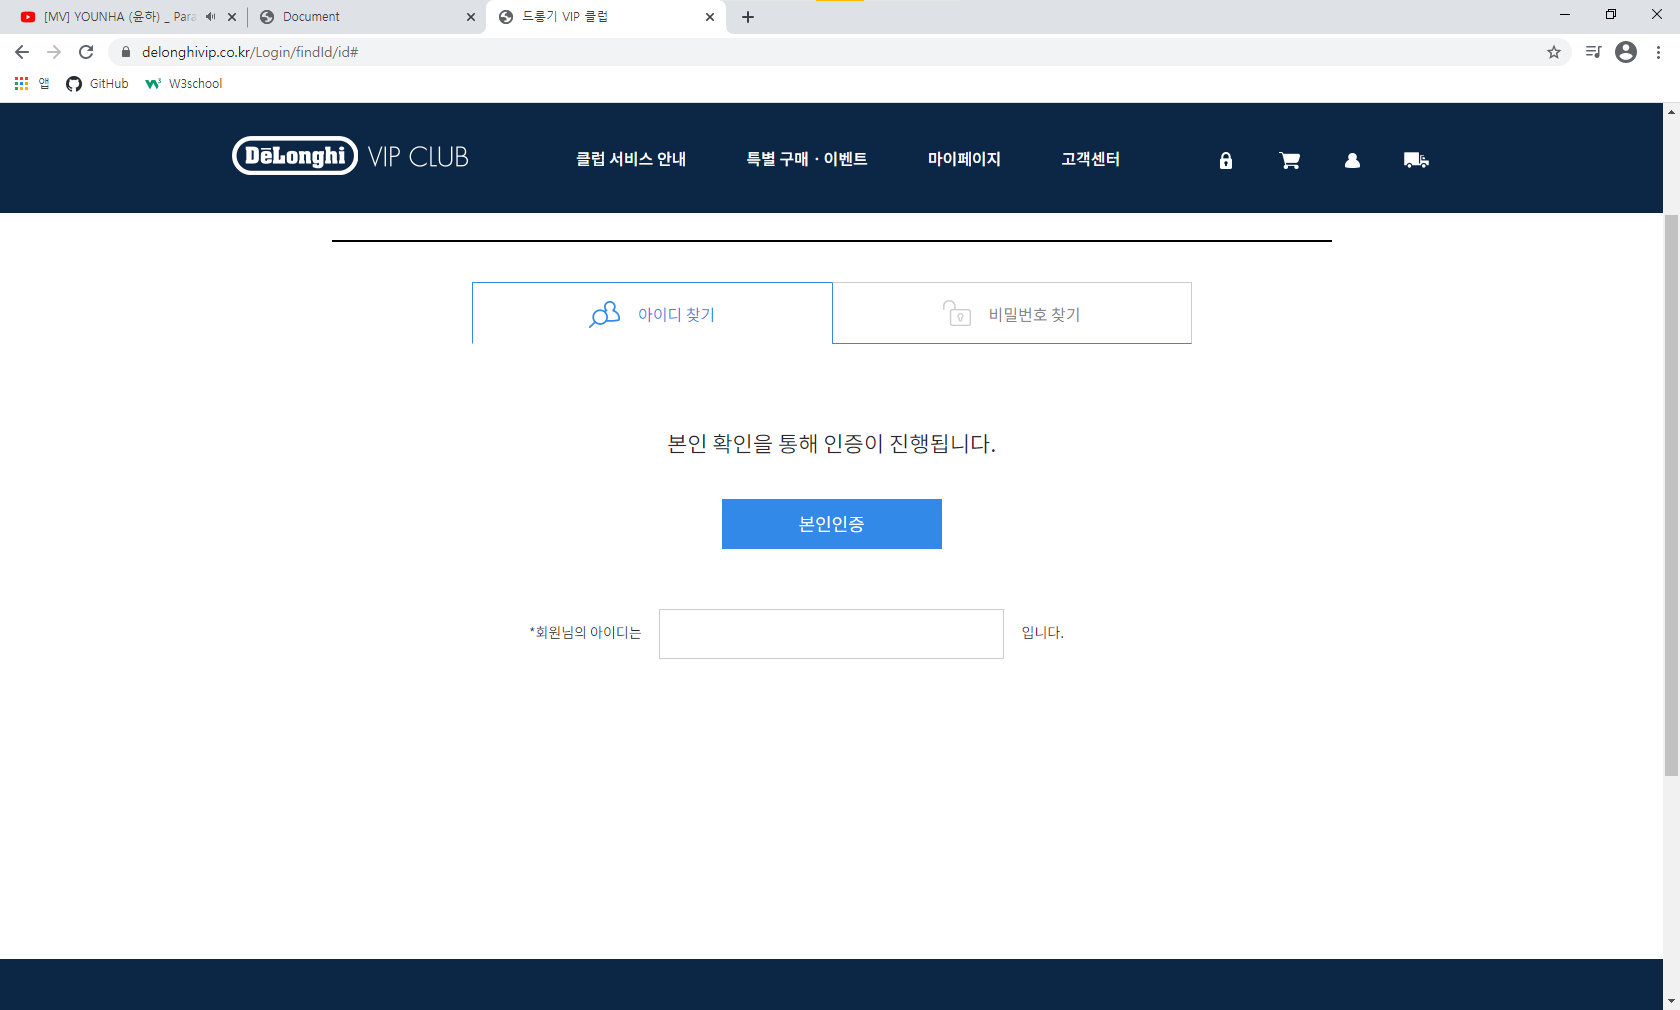 [MV] YOUNHA (윤하) _ Para
Document
드롱기 VIP 클럽
delonghivip.co.kr/Login/findId/id#
앱
GitHub
W3school
DēLonghi VIP CLUB
클럽 서비스 안내
특별 구매 · 이벤트
마이페이지
고객센터
아이디 찾기
비밀번호 찾기
본인 확인을 통해 인증이 진행됩니다.
본인인증
*회원님의 아이디는
입니다.